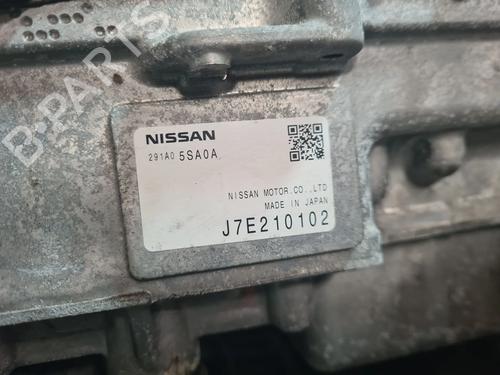 B-PARTS
NISSAN
291A0 5SA0A
NISSAN MOTOR.CO.,LTD
MADE IN JAPAN
J7E210102